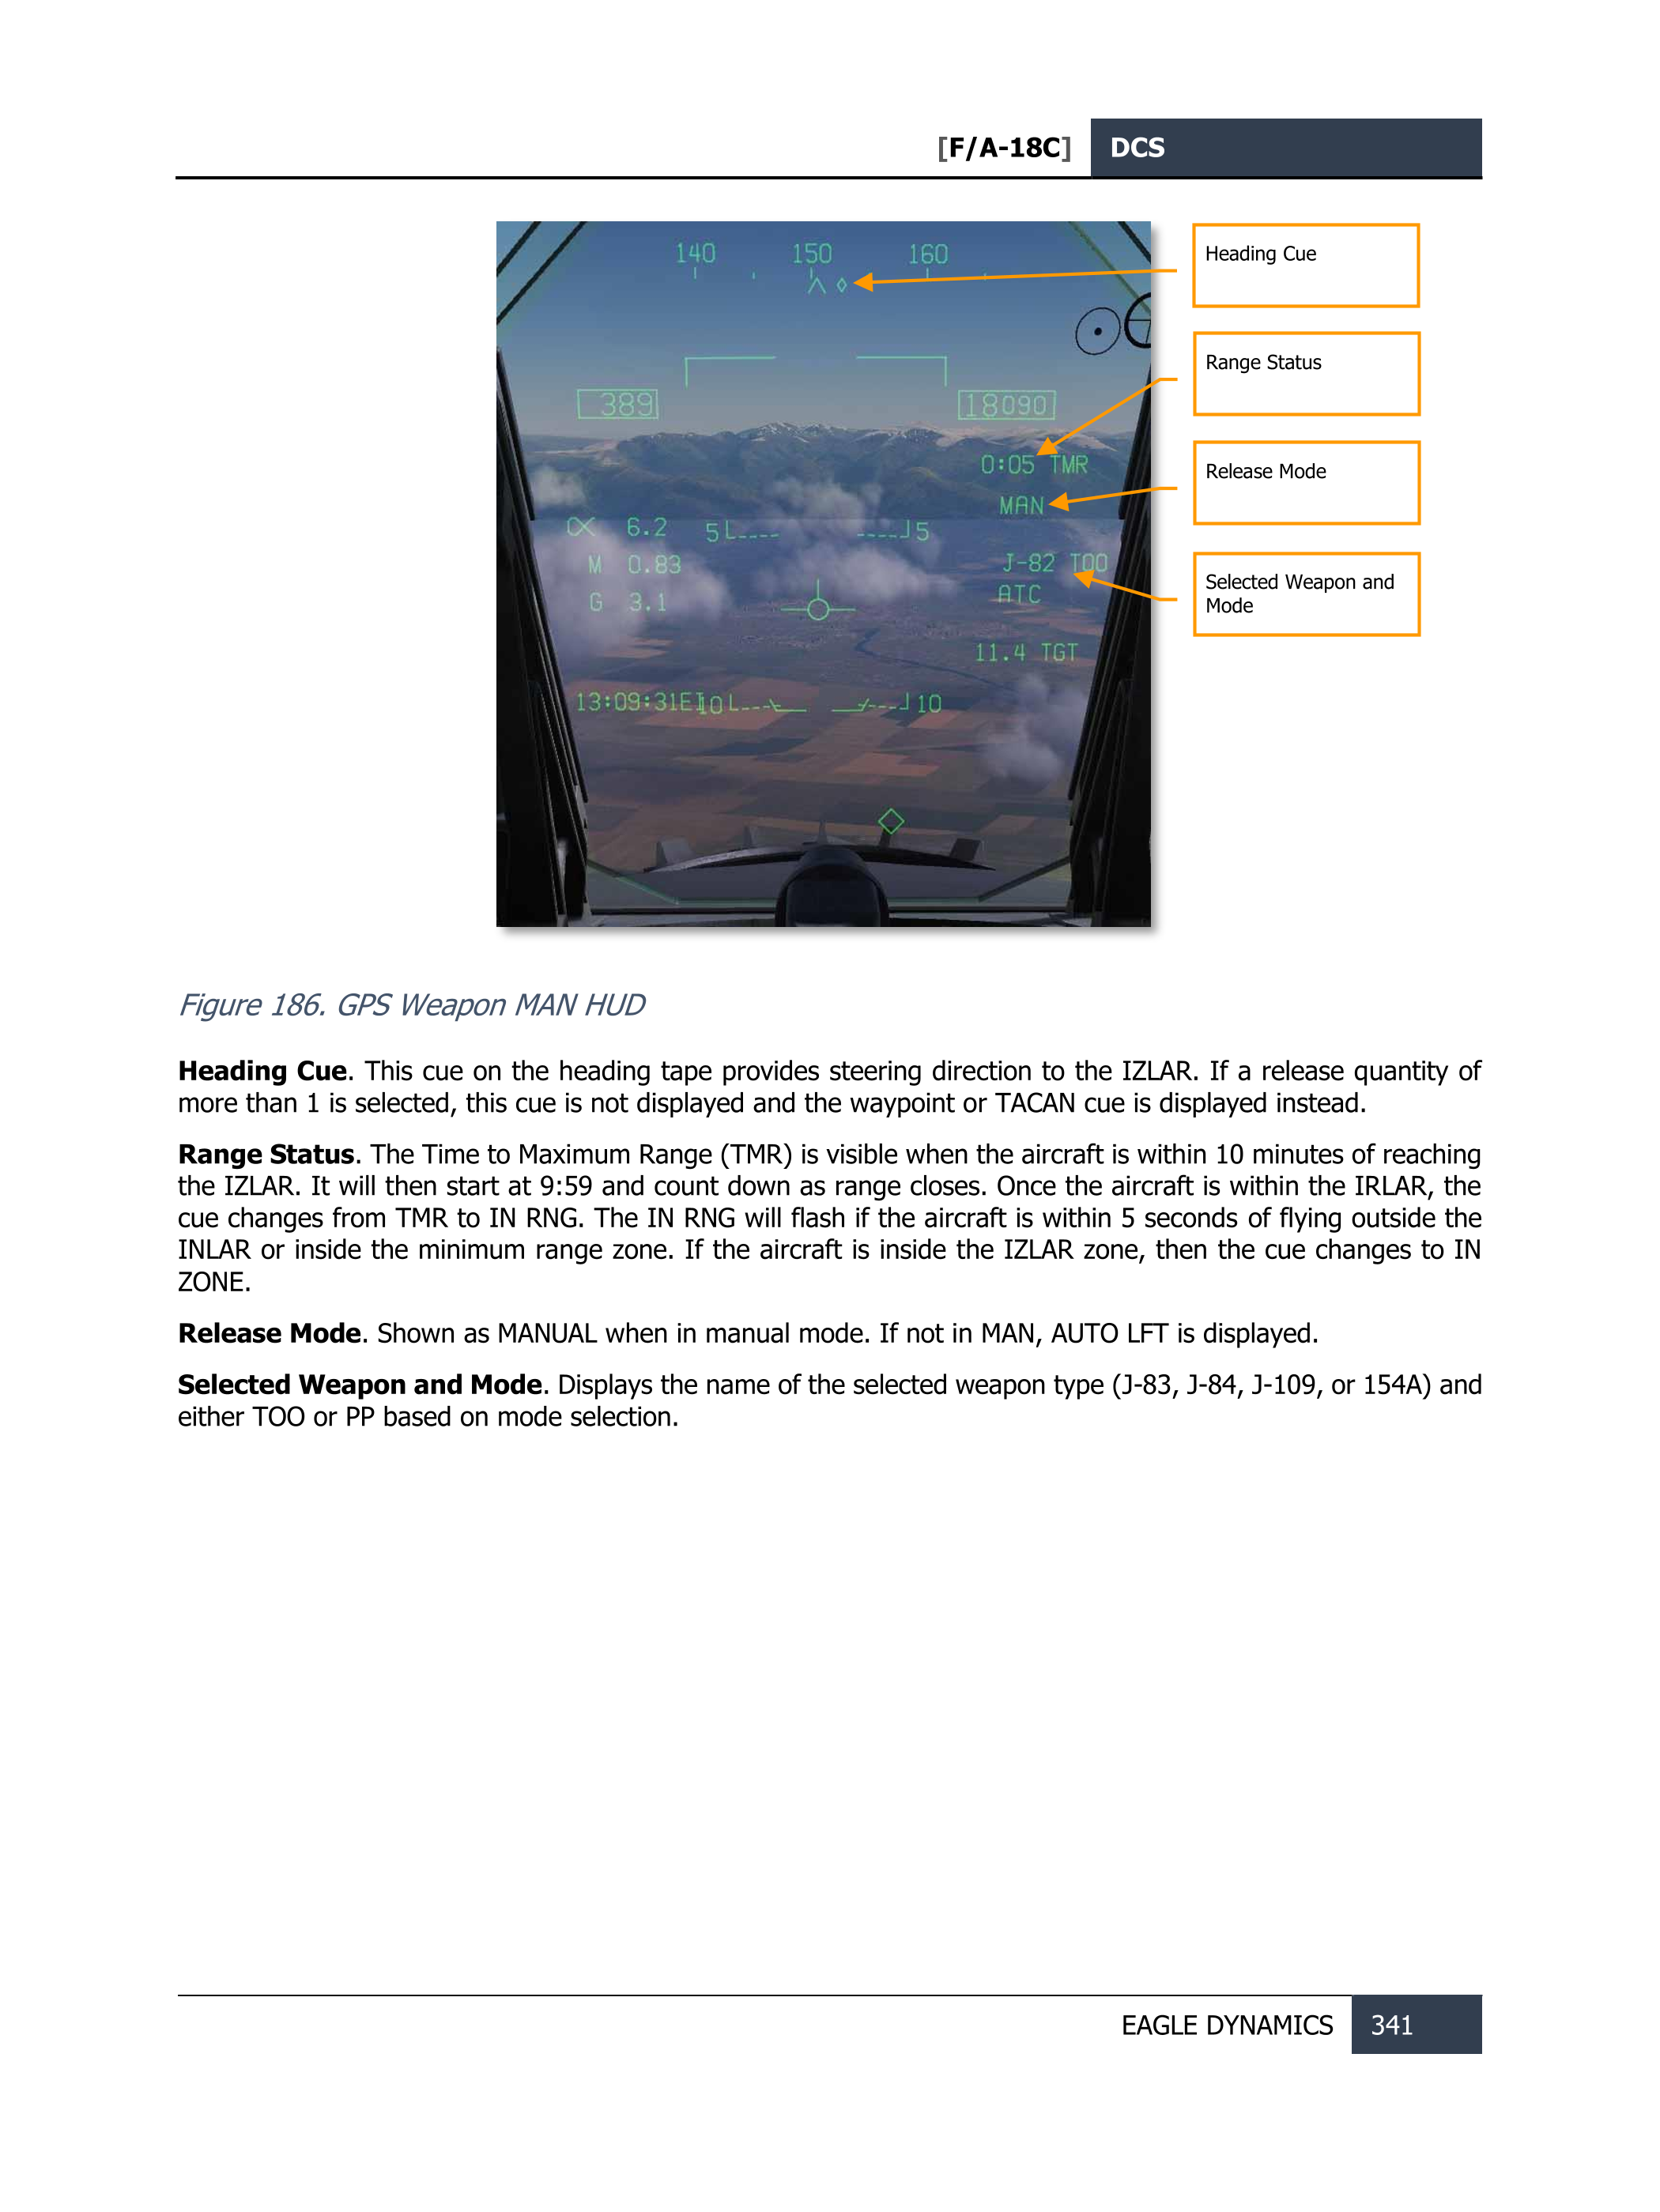 [F/A-18C] DCS
140 150 160
Heading Cue
Range Status
389 18090
0:05 TMR
Release Mode
MAN
α 6.2 5 5
J-82 TOO
M 0.83
Selected Weapon and
Mode
G 3.1 ATC
11.4 TGT
13:09:31 10 10
Figure 186. GPS Weapon MAN HUD
Heading Cue. This cue on the heading tape provides steering direction to the IZLAR. If a release quantity of
more than 1 is selected, this cue is not displayed and the waypoint or TACAN cue is displayed instead.
Range Status. The Time to Maximum Range (TMR) is visible when the aircraft is within 10 minutes of reaching
the IZLAR. It will then start at 9:59 and count down as range closes. Once the aircraft is within the IRLAR, the
cue changes from TMR to IN RNG. The IN RNG will flash if the aircraft is within 5 seconds of flying outside the
INLAR or inside the minimum range zone. If the aircraft is inside the IZLAR zone, then the cue changes to IN
ZONE.
Release Mode. Shown as MANUAL when in manual mode. If not in MAN, AUTO LFT is displayed.
Selected Weapon and Mode. Displays the name of the selected weapon type (J-83, J-84, J-109, or 154A) and
either TOO or PP based on mode selection.
EAGLE DYNAMICS 341